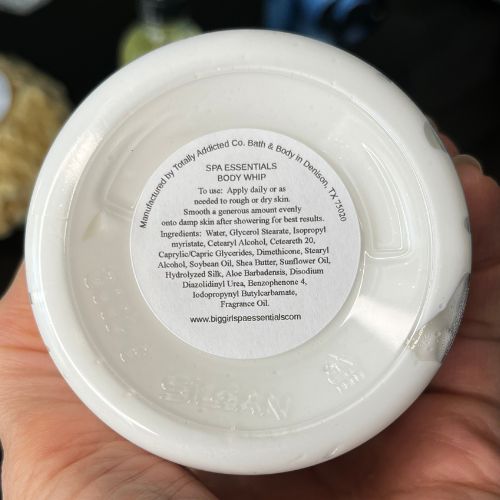 Manufactured by Totally Addicted Co. Bath & Body in Denison, TX 75020
SPA ESSENTIALS
BODY WHIP
To use: Apply daily or as
needed to rough or dry skin.
Smooth a generous amount evenly
onto damp skin after showering for best results.
Ingredients: Water, Glycerol Stearate, Isopropyl
myristate, Cetearyl Alcohol, Ceteareth 20,
Caprylic/Capric Glycerides, Dimethicone, Stearyl
Alcohol, Soybean Oil, Shea Butter, Sunflower Oil,
Hydrolyzed Silk, Aloe Barbadensis, Disodium
Diazolidinyl Urea, Benzophenone 4,
Iodopropynyl Butylcarbamate,
Fragrance Oil.
www.biggirlspaessentials.com